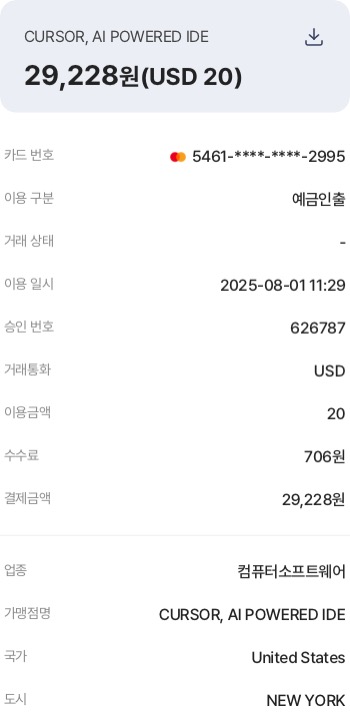 CURSOR, AI POWERED IDE
29,228원(USD 20)
카드 번호 5461-****-****-2995
이용 구분 예금인출
거래 상태 -
이용 일시 2025-08-01 11:29
승인 번호 626787
거래통화 USD
이용금액 20
수수료 706원
결제금액 29,228원
업종 컴퓨터소프트웨어
가맹점명 CURSOR, AI POWERED IDE
국가 United States
도시 NEW YORK